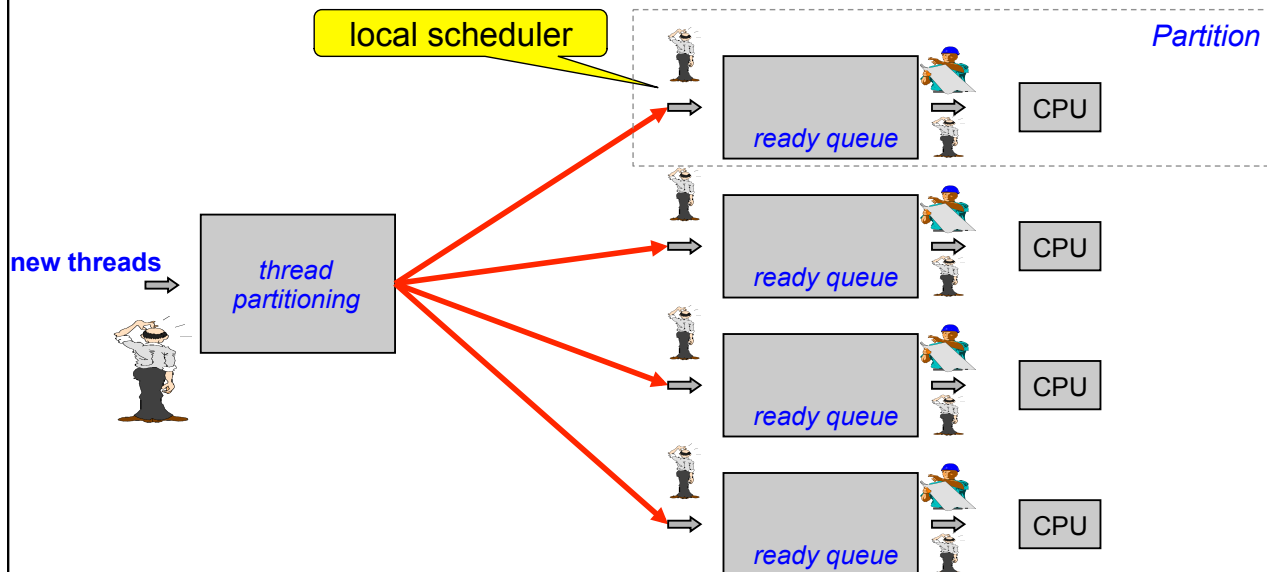 local scheduler
Partition
CPU
ready queue
new threads
thread
partitioning
CPU
ready queue
CPU
ready queue
CPU
ready queue